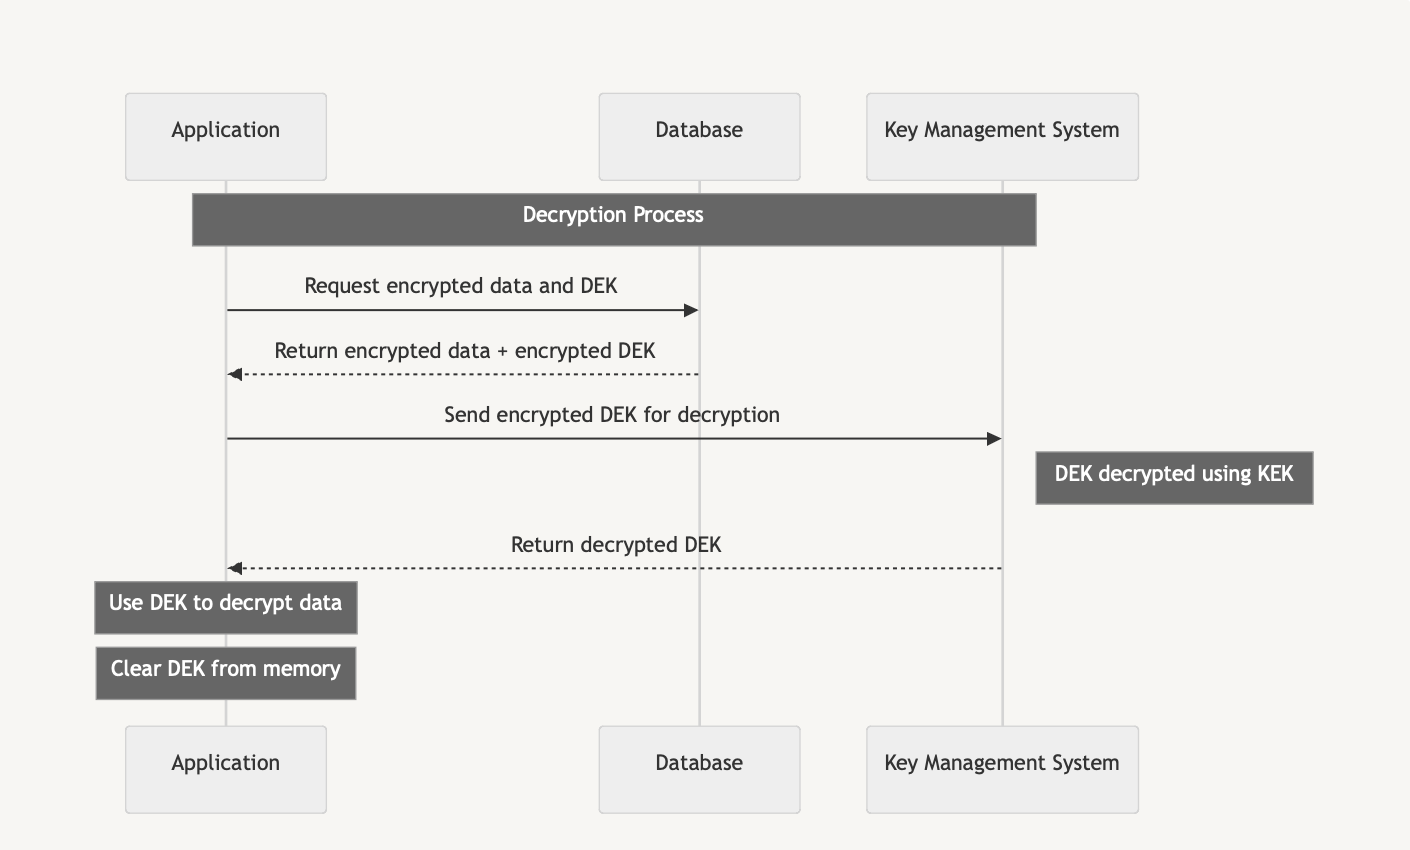 Application
Database
Key Management System
Decryption Process
Request encrypted data and DEK
Return encrypted data + encrypted DEK
Send encrypted DEK for decryption
DEK decrypted using KEK
Return decrypted DEK
Use DEK to decrypt data
Clear DEK from memory
Application
Database
Key Management System